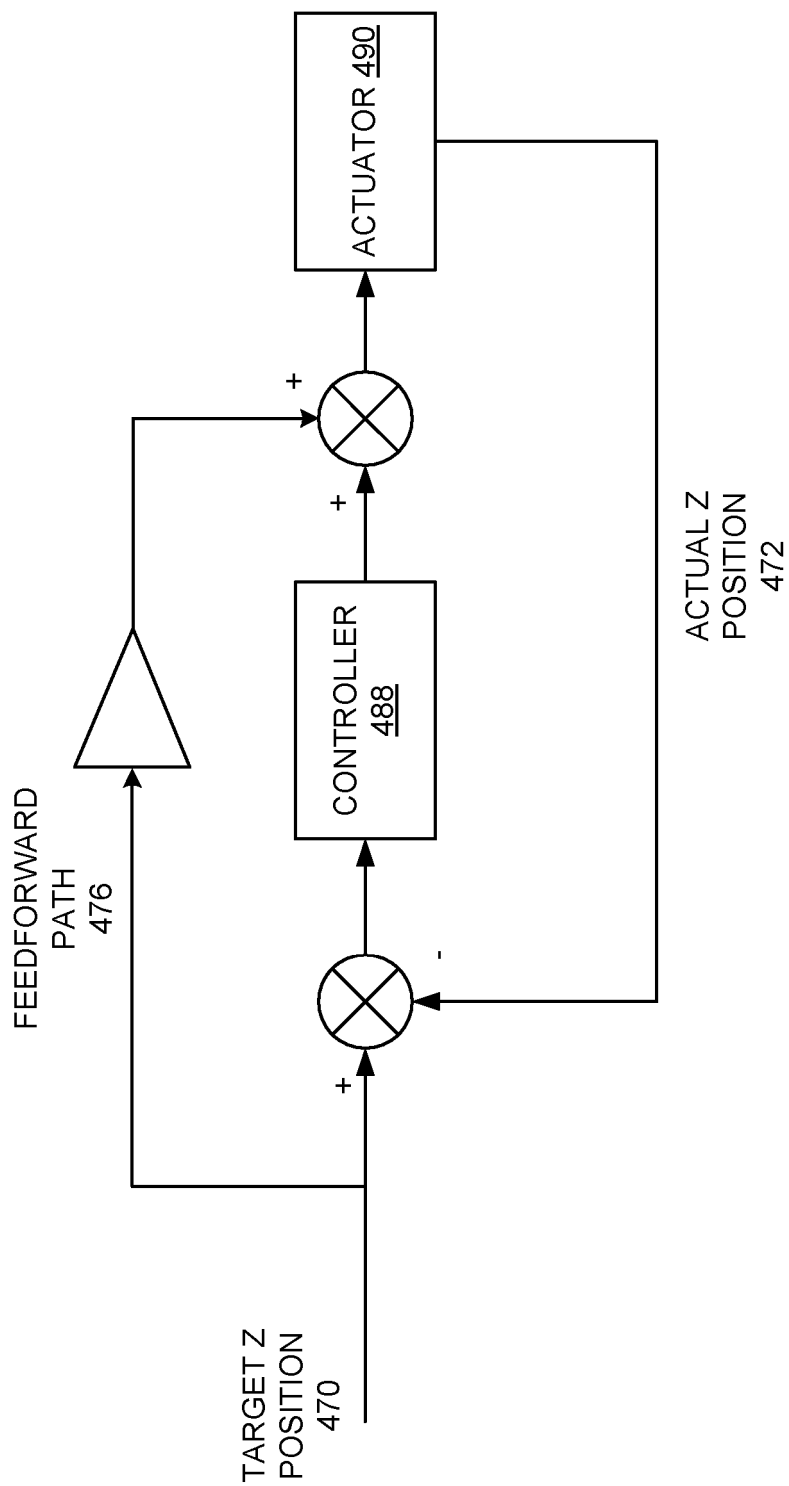 FEEDFORWARD
PATH
476
TARGET Z
POSITION
470
+
-
CONTROLLER
488
+
+
ACTUATOR 490
ACTUAL Z
POSITION
472